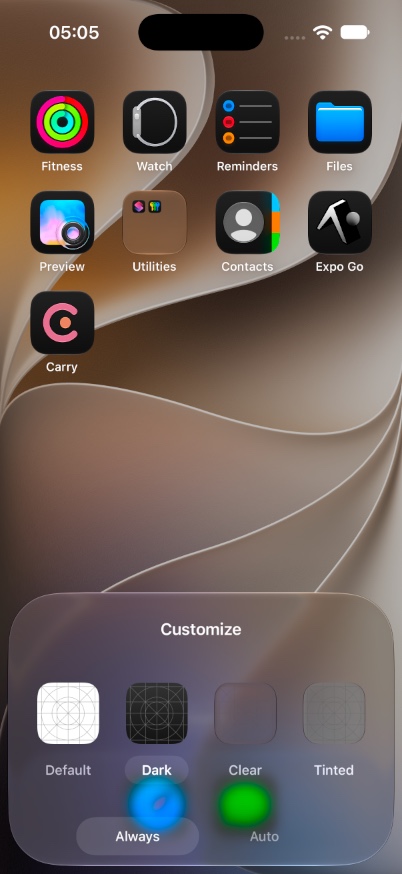 05:05
Fitness Watch Reminders Files
Preview Utilities Contacts Expo Go
Carry
Customize
Default Dark Clear Tinted
Always Auto